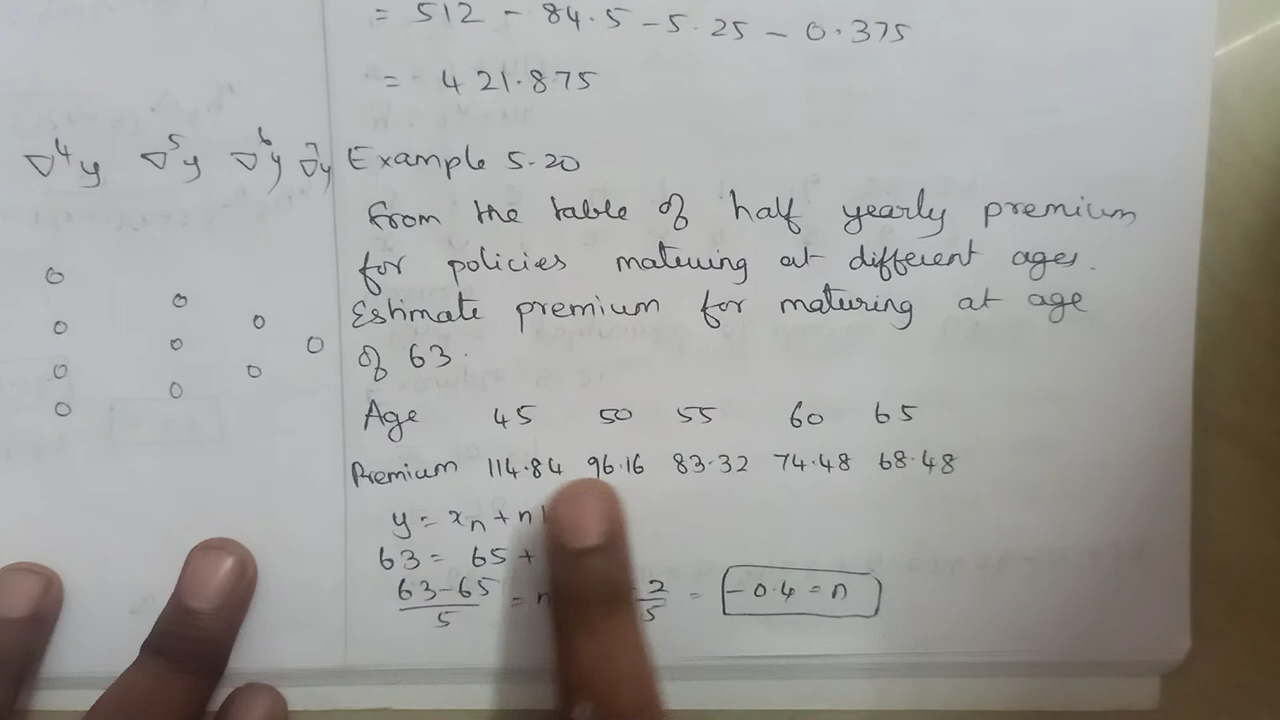 = 512 - 84.5 - 5.25 - 0.375
= 421.875
∇⁴y ∇⁵y ∇⁶y ∇⁷y
0
0
0
0
0
0
0
0
0
0
Example 5.20
From the table of half yearly premium
for policies maturing at different ages.
Estimate premium for maturing at age
of 63.
Age 45 50 55 60 65
Premium 114.84 96.16 83.32 74.48 68.48
y = xn + n
63 = 65 +
63-65/5 = n -2/5 = -0.4 = n